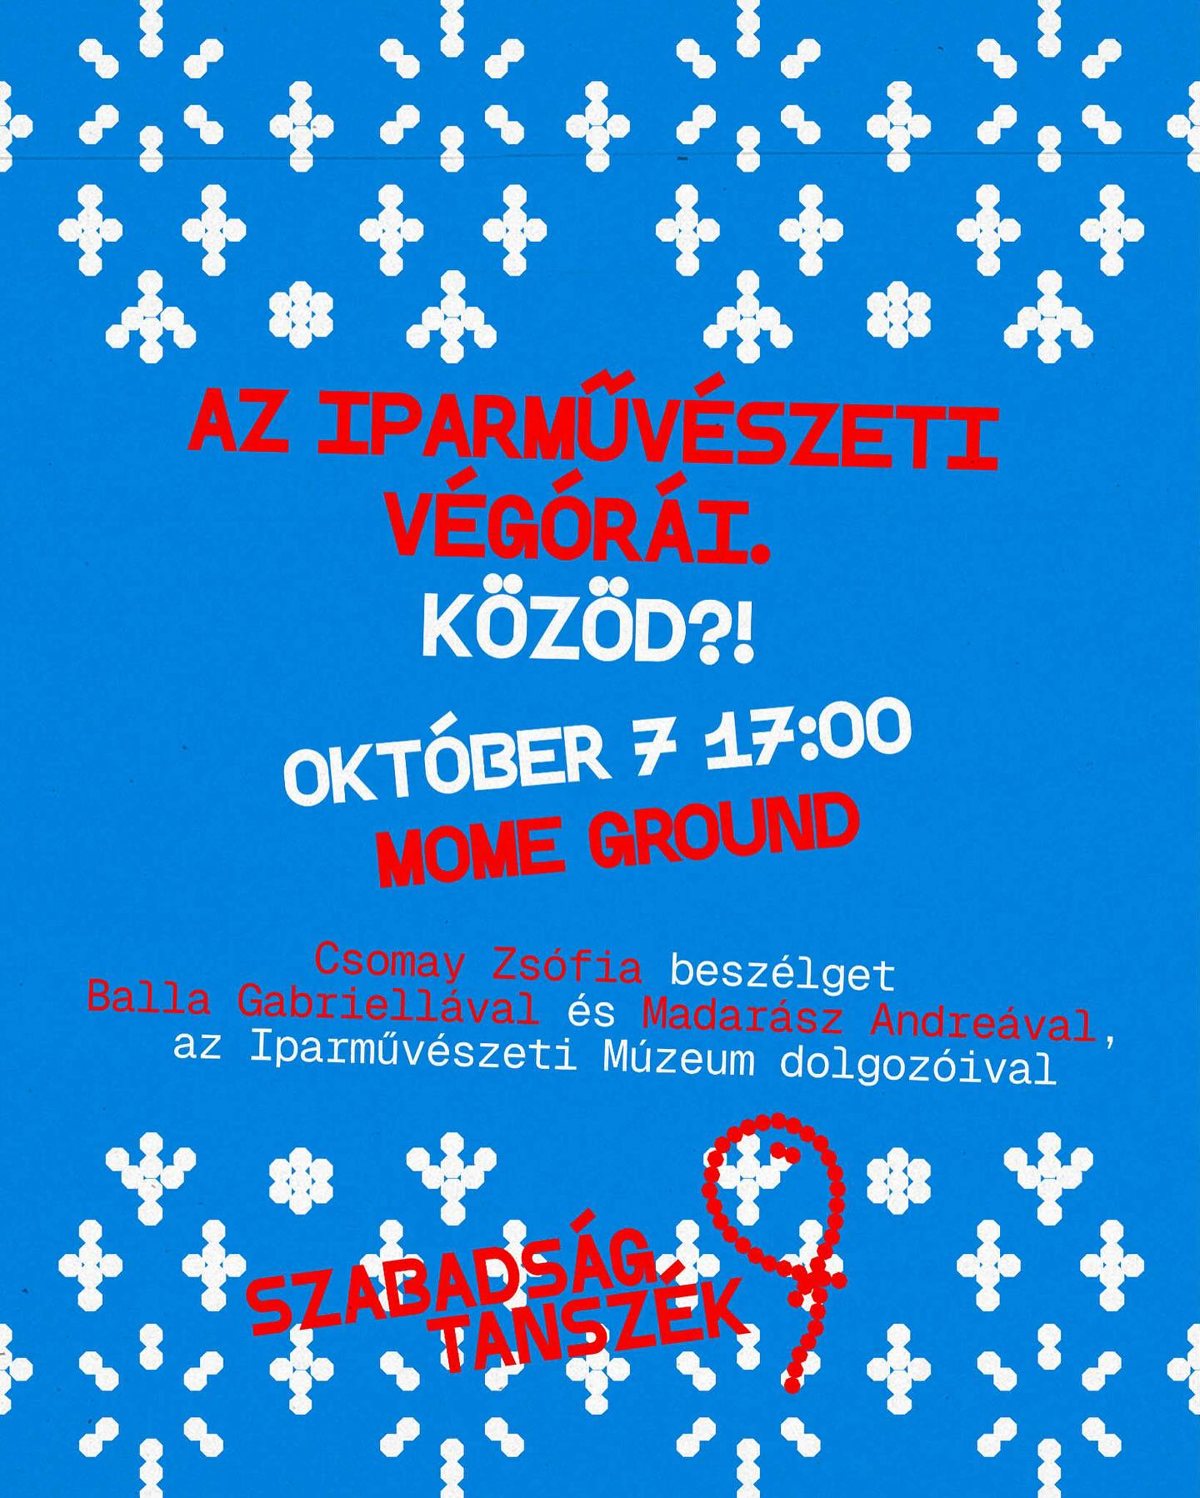 AZ IPARMŰVÉSZETI
VÉGÓRÁI.
KÖZÖD?!
OKTÓBER 7 17:00
MOME GROUND
Csomay Zsófia beszélget
Balla Gabriellával és Madarász Andreával,
az Iparművészeti Múzeum dolgozóival
SZABADSÁG
TANSZÉK